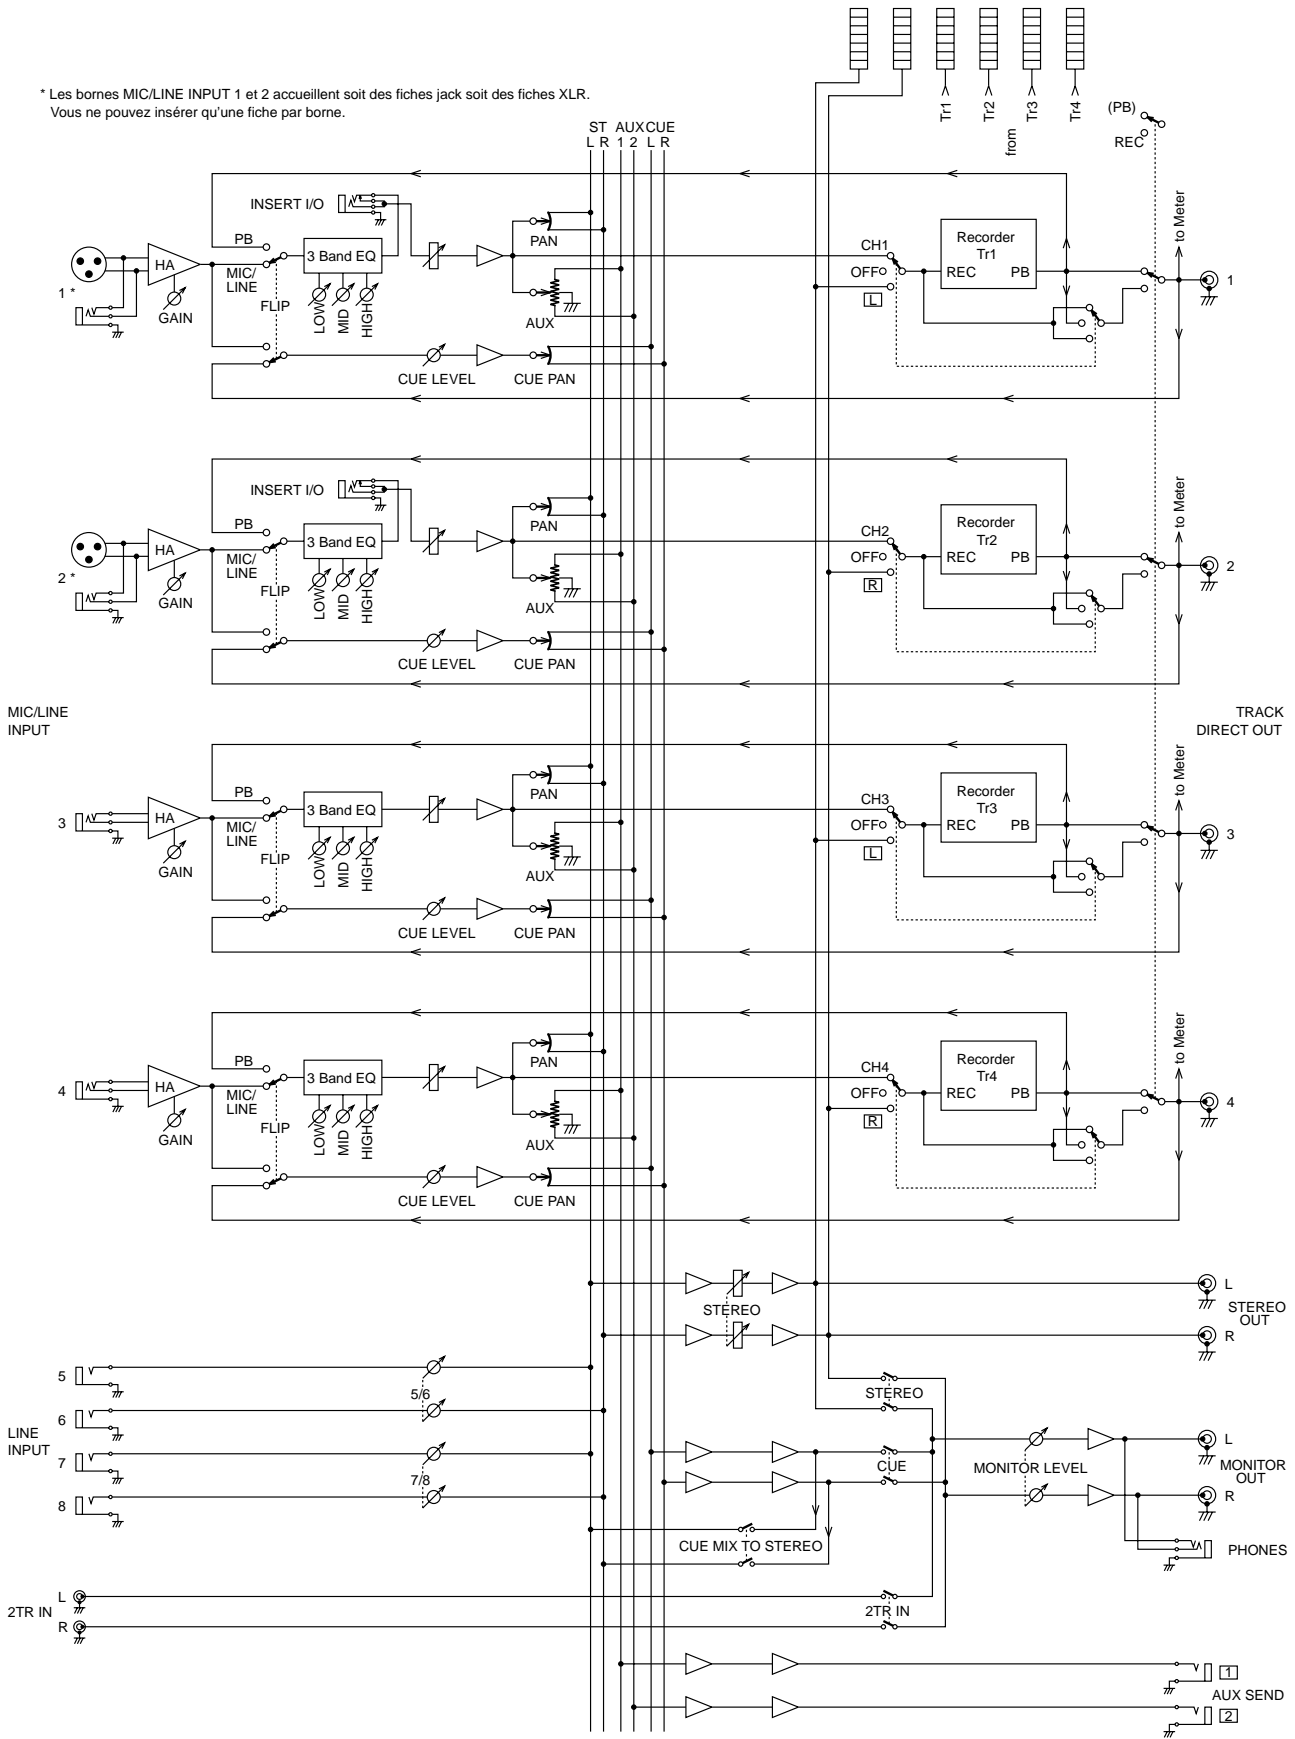 * Les bornes MIC/LINE INPUT 1 et 2 accueillent soit des fiches jack soit des fiches XLR.
Vous ne pouvez insérer qu'une fiche par borne.
ST AUX CUE
L R 1 2 L R
Tr1
Tr2
from
Tr3
Tr4
(PB)
REC
INSERT I/O
PB
HA
MIC/
LINE
3 Band EQ
PAN
CH1
OFF
L
Recorder
Tr1
REC PB
to Meter
1
1 *
GAIN
FLIP
LOW
MID
HIGH
AUX
CUE LEVEL
CUE PAN
INSERT I/O
PB
HA
MIC/
LINE
3 Band EQ
PAN
CH2
OFF
R
Recorder
Tr2
REC PB
to Meter
2
2 *
GAIN
FLIP
LOW
MID
HIGH
AUX
CUE LEVEL
CUE PAN
MIC/LINE
INPUT
TRACK
DIRECT OUT
PB
3
HA
MIC/
LINE
3 Band EQ
PAN
CH3
OFF
L
Recorder
Tr3
REC PB
to Meter
3
GAIN
FLIP
LOW
MID
HIGH
AUX
CUE LEVEL
CUE PAN
PB
4
HA
MIC/
LINE
3 Band EQ
PAN
CH4
OFF
R
Recorder
Tr4
REC PB
to Meter
4
GAIN
FLIP
LOW
MID
HIGH
AUX
CUE LEVEL
CUE PAN
STEREO
L
STEREO
OUT
R
5
5/6
6
LINE
INPUT
7
7/8
8
STEREO
CUE
MONITOR LEVEL
L
MONITOR
OUT
R
CUE MIX TO STEREO
PHONES
L
2TR IN
R
2TR IN
1
AUX SEND
2